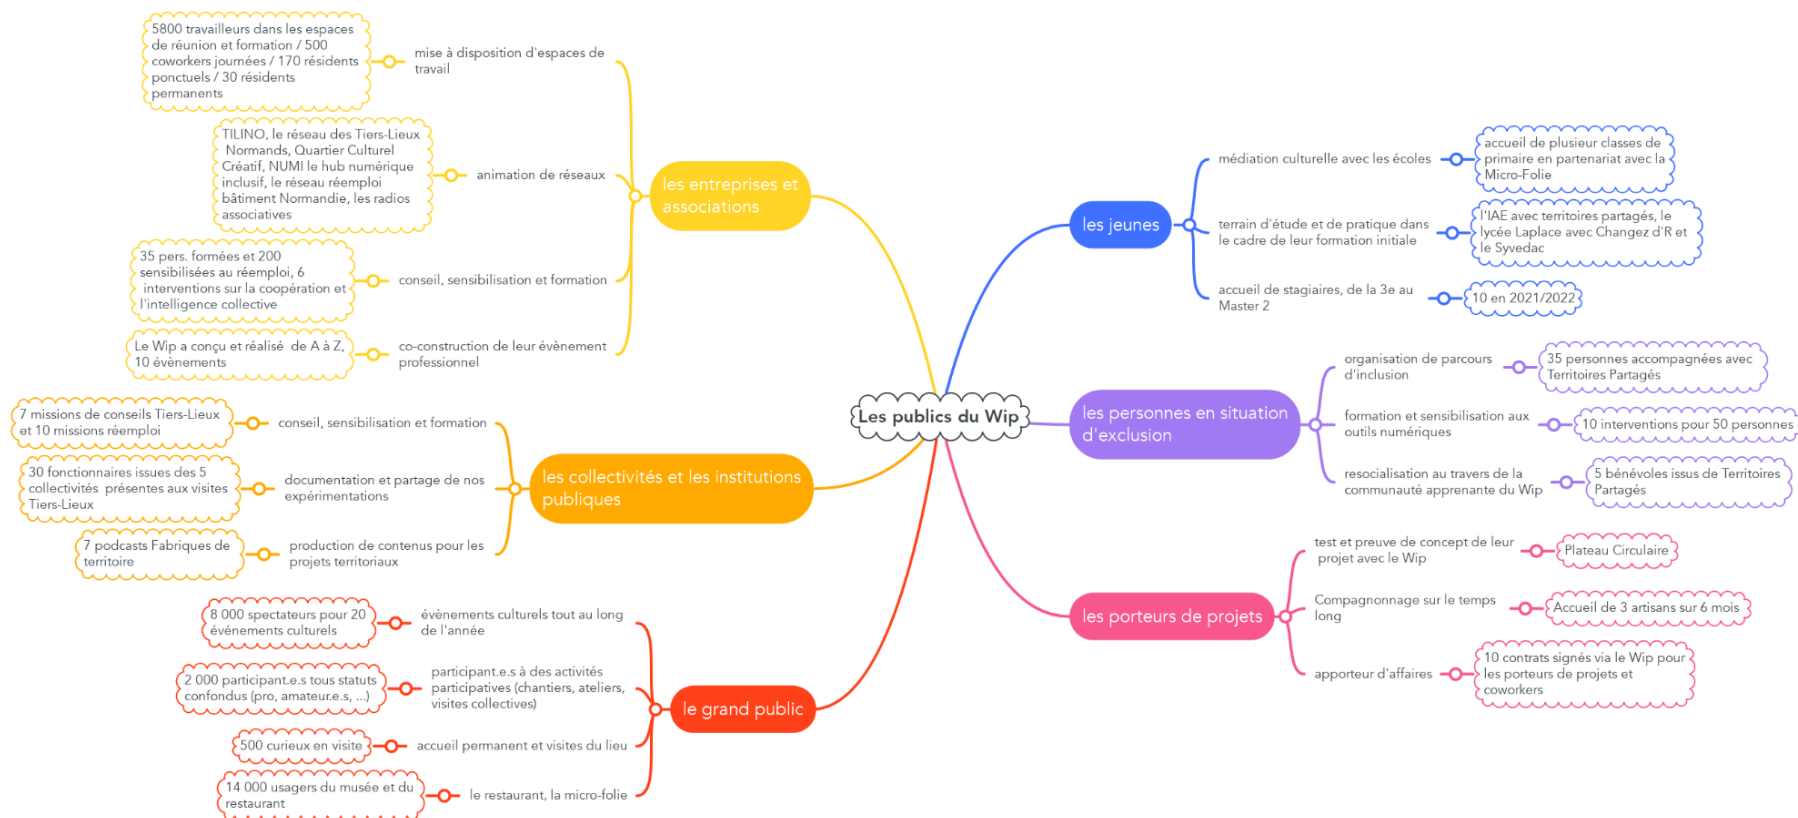 Les publics du Wip
les entreprises et
associations
mise à disposition d'espaces de
travail
5800 travailleurs dans les espaces
de réunion et formation / 500
coworkers journées / 170 résidents
ponctuels / 30 résidents
permanents
animation de réseaux
TILINO, le réseau des Tiers-Lieux
Normands, Quartier Culturel
Créatif, NUMI le hub numérique
inclusif, le réseau réemploi
bâtiment Normandie, les radios
associatives
conseil, sensibilisation et formation
35 pers. formées et 200
sensibilisées au réemploi, 6
interventions sur la coopération et
l'intelligence collective
co-construction de leur évènement
professionnel
Le Wip a conçu et réalisé de A à Z,
10 évènements
les collectivités et les institutions
publiques
conseil, sensibilisation et formation
7 missions de conseils Tiers-Lieux
et 10 missions réemploi
documentation et partage de nos
expérimentations
30 fonctionnaires issues des 5
collectivités présentes aux visites
Tiers-Lieux
production de contenus pour les
projets territoriaux
7 podcasts Fabriques de
territoire
le grand public
évènements culturels tout au long
de l'année
8 000 spectateurs pour 20
événements culturels
participant.e.s à des activités
participatives (chantiers, ateliers,
visites collectives)
2 000 participant.e.s tous statuts
confondus (pro, amateur.e.s, ...)
accueil permanent et visites du lieu
500 curieux en visite
le restaurant, la micro-folie
14 000 usagers du musée et du
restaurant
les jeunes
médiation culturelle avec les écoles
accueil de plusieur classes de
primaire en partenariat avec la
Micro-Folie
terrain d'étude et de pratique dans
le cadre de leur formation initiale
l'IAE avec territoires partagés, le
lycée Laplace avec Changez d'R et
le Syvedac
accueil de stagiaires, de la 3e au
Master 2
10 en 2021/2022
les personnes en situation
d'exclusion
organisation de parcours
d'inclusion
35 personnes accompagnées avec
Territoires Partagés
formation et sensibilisation aux
outils numériques
10 interventions pour 50 personnes
resocialisation au travers de la
communauté apprenante du Wip
5 bénévoles issus de Territoires
Partagés
les porteurs de projets
test et preuve de concept de leur
projet avec le Wip
Plateau Circulaire
Compagnonnage sur le temps
long
Accueil de 3 artisans sur 6 mois
apporteur d'affaires
10 contrats signés via le Wip pour
les porteurs de projets et
coworkers